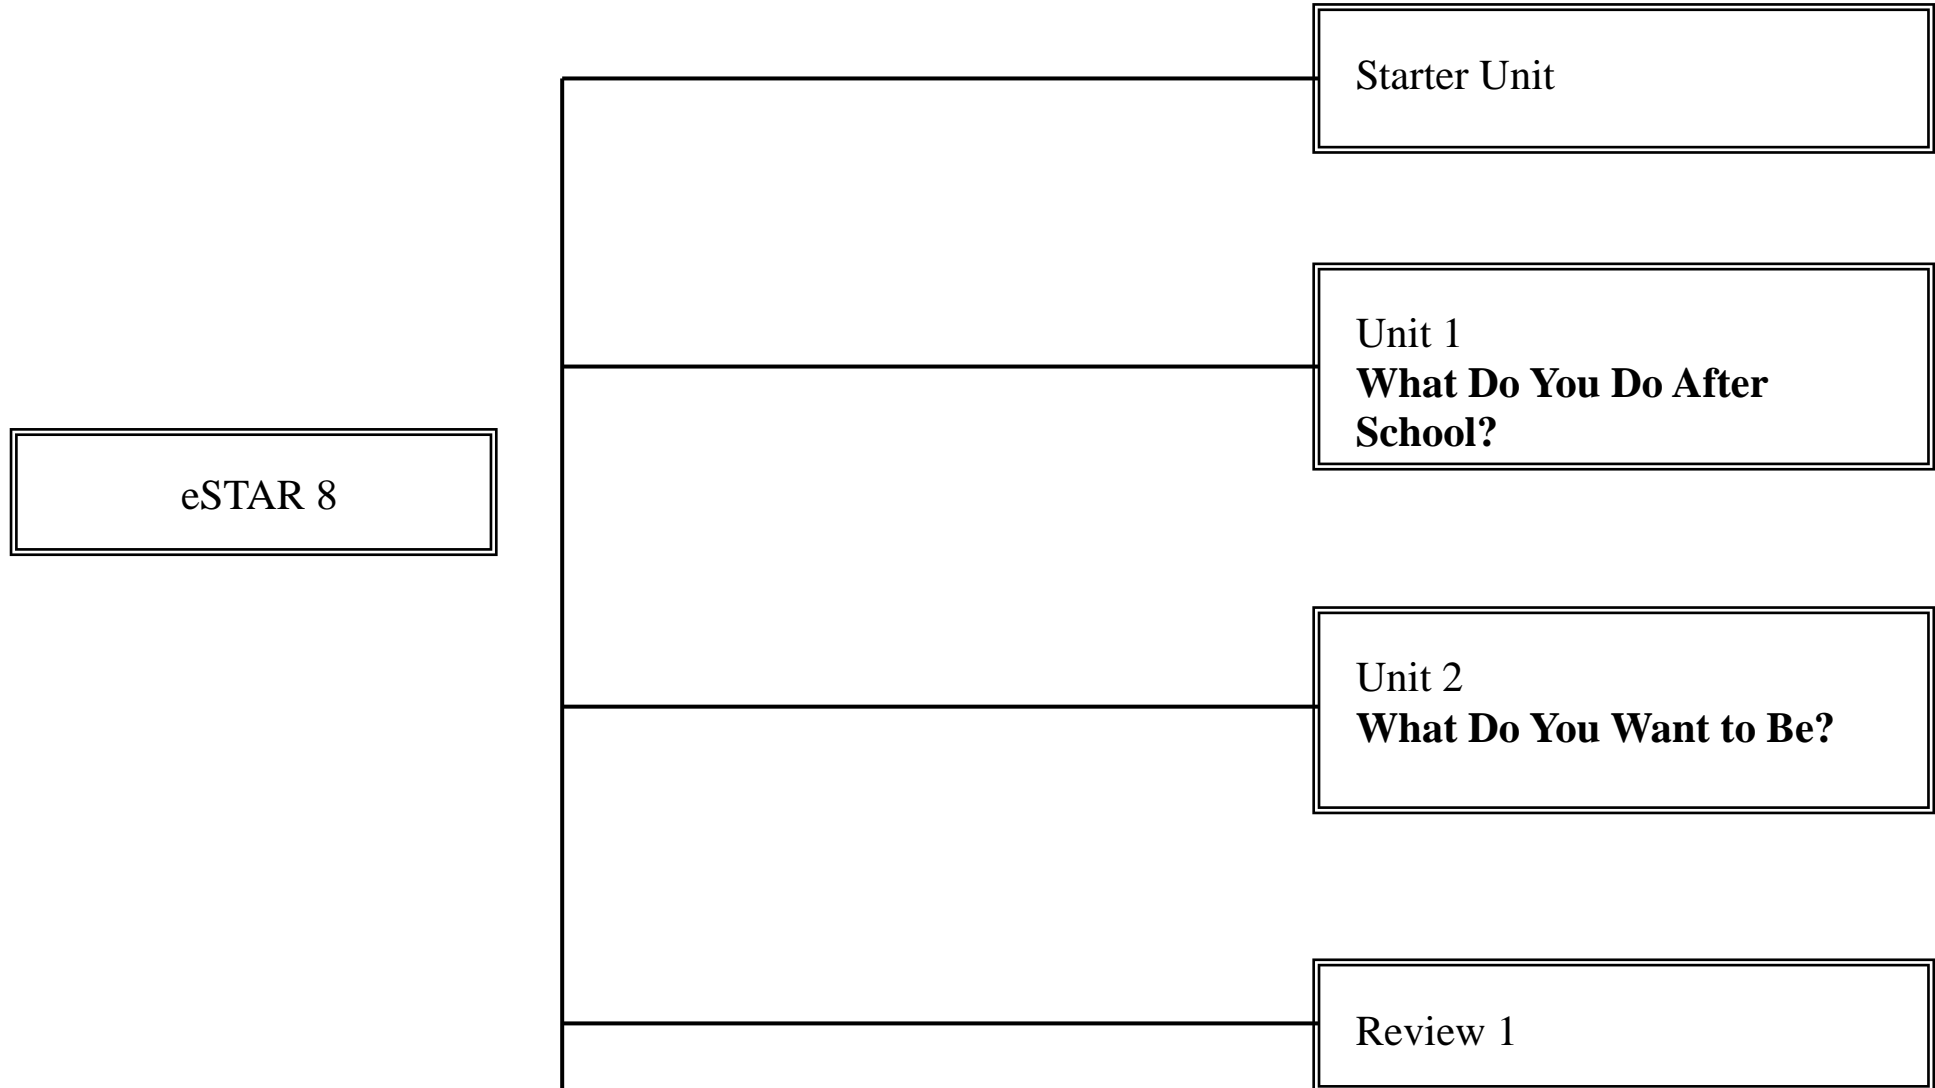 Starter Unit
Unit 1
What Do You Do After
School?
eSTAR 8
Unit 2
What Do You Want to Be?
Review 1